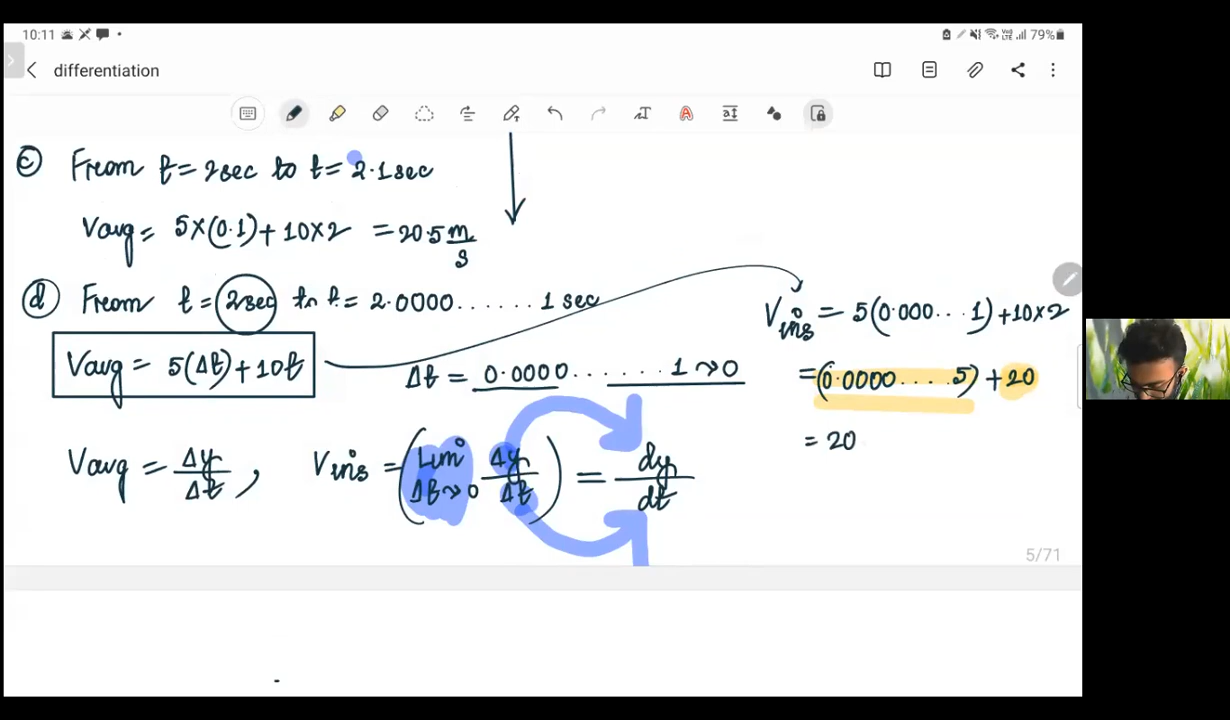 10:11
79%
differentiation
ⓒ From t = 2sec to t = 2.1sec
Vavg = 5×(0.1)+10×2 = 20.5 m/s
ⓓ From t = 2sec to t = 2.0000...... 1 sec
Vavg = 5(Δt)+10t
Δt = 0.0000...... 1 → 0
Vins = 5(0.000... 1)+10×2
= (0.0000.... 5) + 20
= 20
Vavg = Δy/Δt , Vins = (Lim Δt→0 Δy/Δt) = dy/dt
5/71